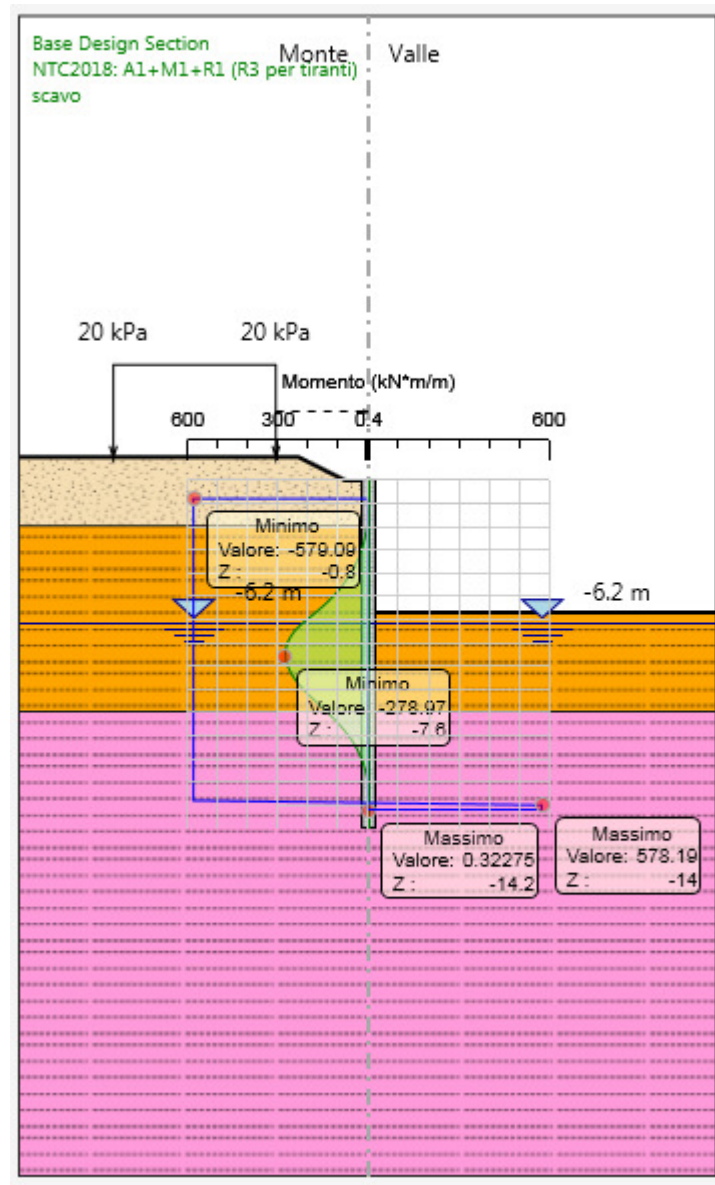 Base Design Section
NTC2018: A1+M1+R1 (R3 per tiranti)
scavo
Monte
Valle
20 kPa
20 kPa
Momento (kN*m/m)
600
300
0.4
600
Minimo
Valore: -579.09
Z : -0.8
-6.2 m
-6.2 m
Minimo
Valore: -278.97
Z : -7.6
Massimo
Valore: 0.32275
Z : -14.2
Massimo
Valore: 578.19
Z : -14